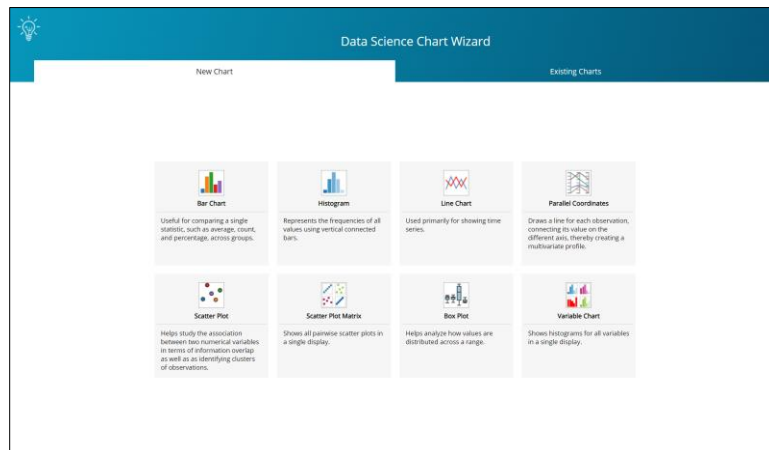 Data Science Chart Wizard
New Chart
Existing Charts
Bar Chart
Useful for comparing a single
statistic, such as average, count,
and percentage, across groups.
Histogram
Represents the frequencies of all
values using vertical connected
bars.
Line Chart
Used primarily for showing time
series.
Parallel Coordinates
Draws a line for each observation,
connecting its value on the
different axis, thereby creating a
multivariate profile.
Scatter Plot
Helps study the association
between two numerical variables
in terms of information overlap
as well as as identifying clusters
of observations.
Scatter Plot Matrix
Shows all pairwise scatter plots in
a single display.
Box Plot
Helps analyze how values are
distributed across a range.
Variable Chart
Shows histograms for all variables
in a single display.